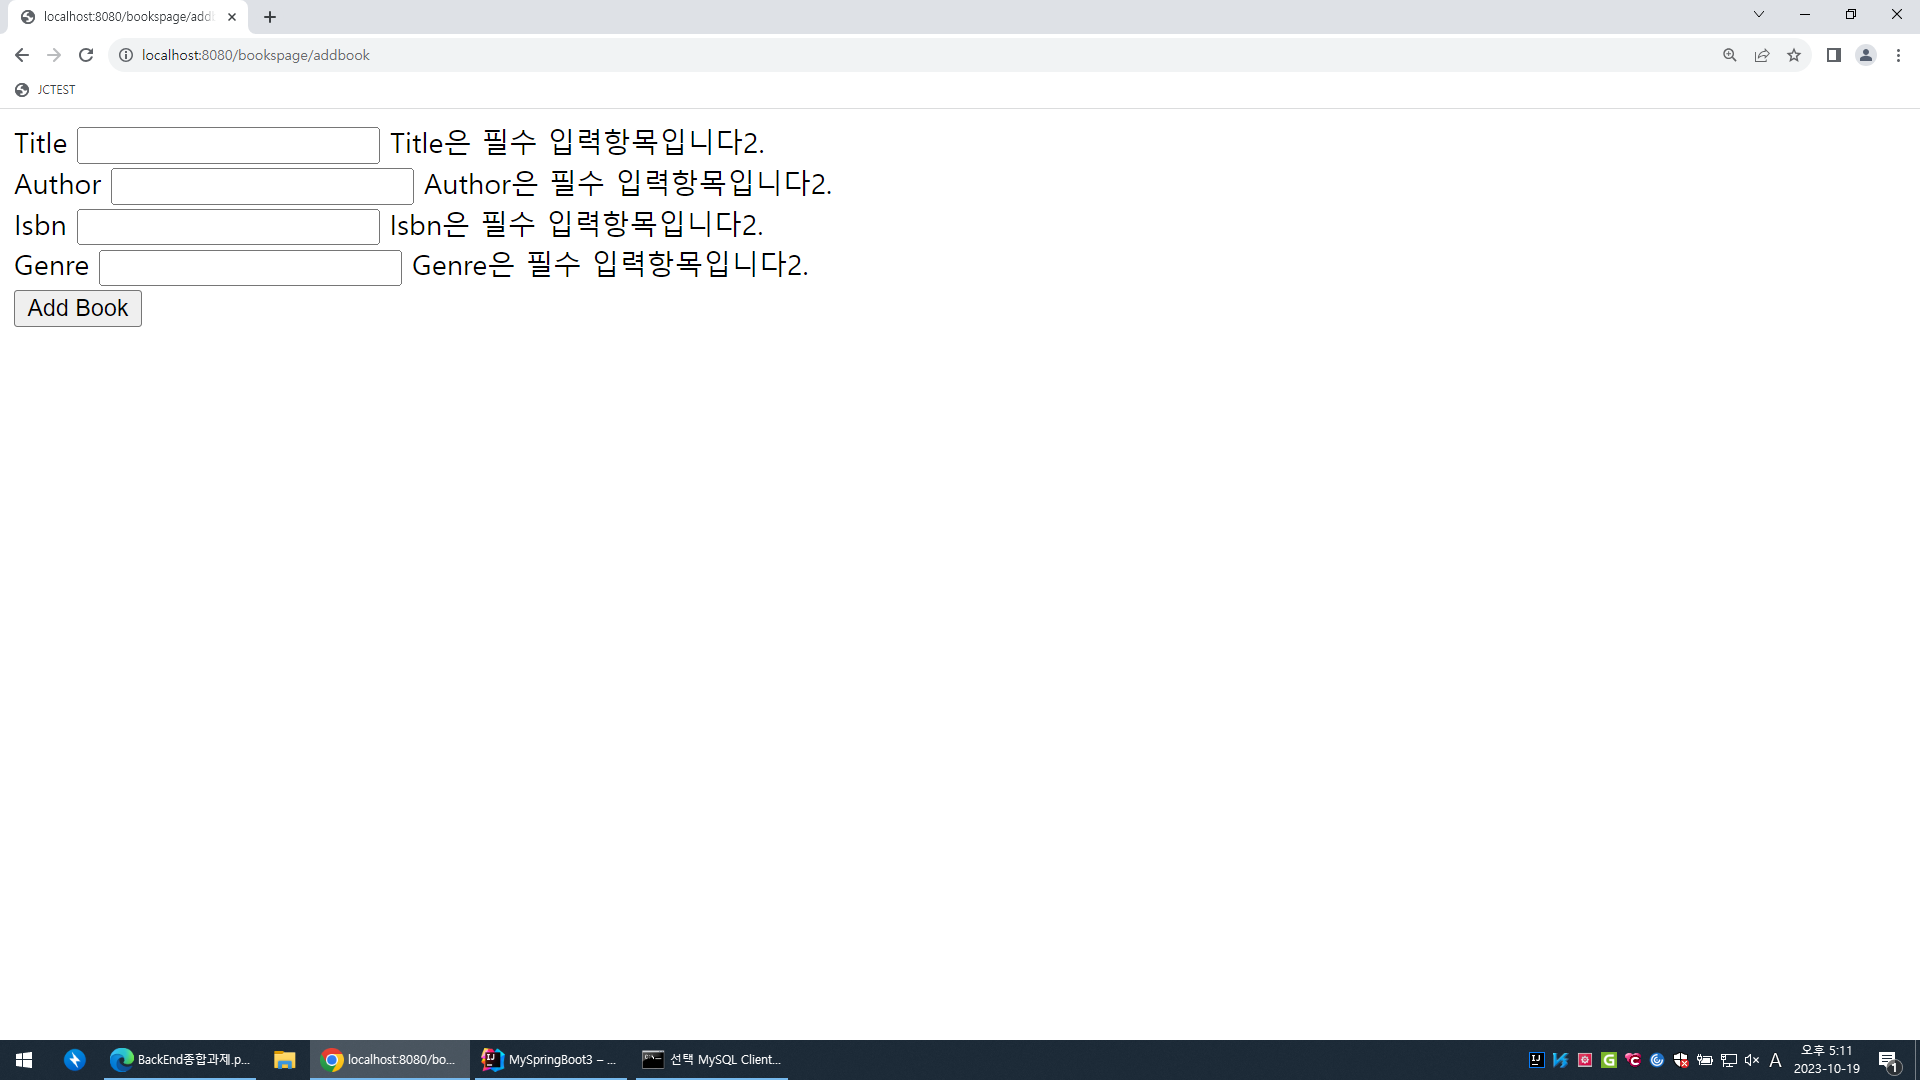 localhost:8080/bookspage/add
localhost:8080/bookspage/addbook
JCTEST
Title Title은 필수 입력항목입니다2.
Author Author은 필수 입력항목입니다2.
Isbn Isbn은 필수 입력항목입니다2.
Genre Genre은 필수 입력항목입니다2.
Add Book
BackEnd종합과제.p... localhost:8080/bo... MySpringBoot3 – ... 선택 MySQL Client... A 오후 5:11
2023-10-19 1